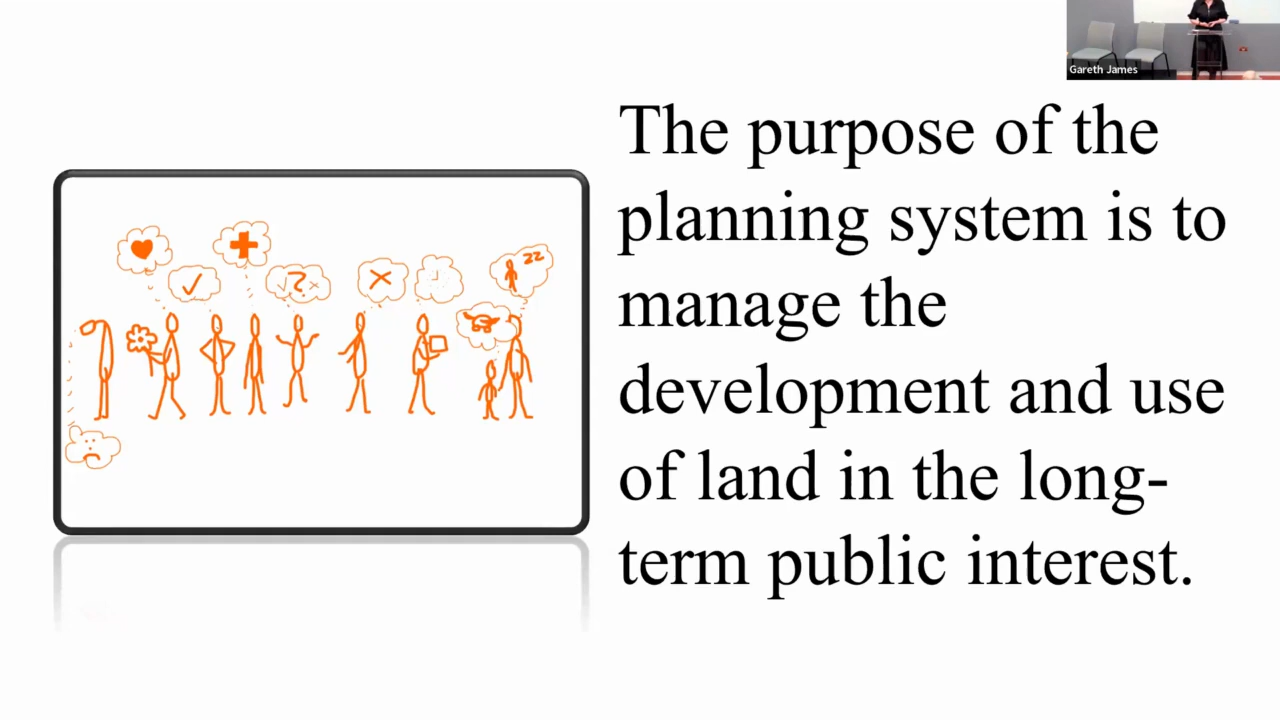 Gareth James
The purpose of the
planning system is to
manage the
development and use
of land in the long-
term public interest.
zz